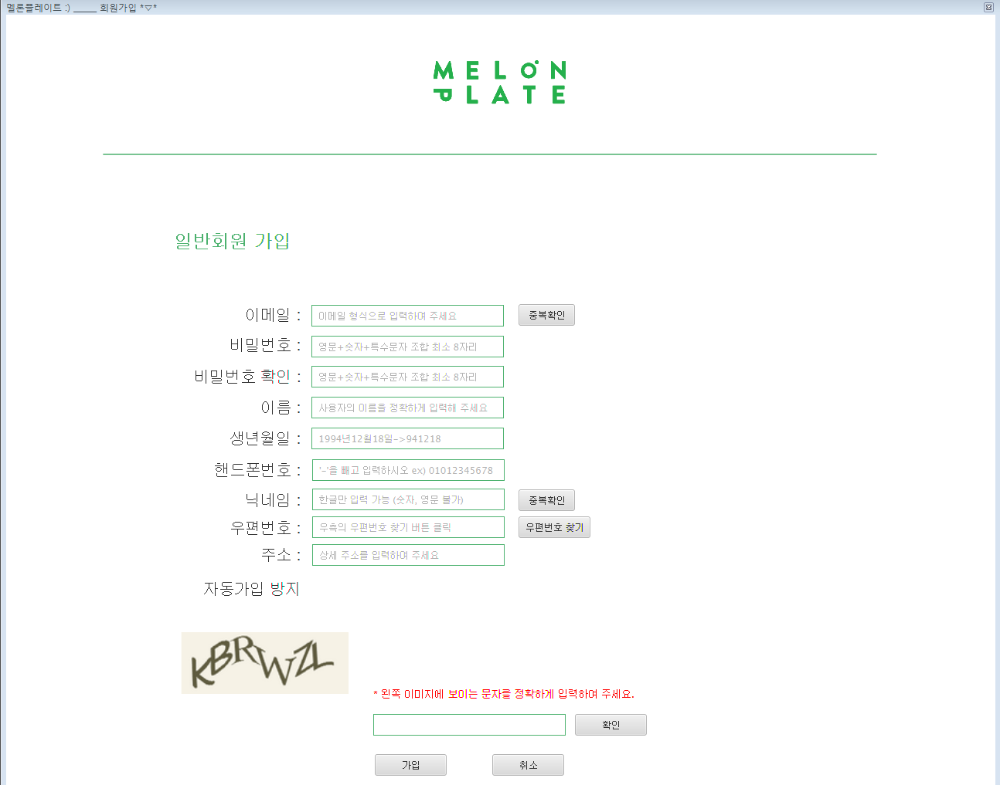 멜론플레이트 :) _____ 회원가입 *▽*
MELON
PLATE
일반회원 가입
이메일 : 이메일 형식으로 입력하여 주세요 중복확인
비밀번호 : 영문+숫자+특수문자 조합 최소 8자리
비밀번호 확인 : 영문+숫자+특수문자 조합 최소 8자리
이름 : 사용자의 이름을 정확하게 입력해 주세요
생년월일 : 1994년12월18일->941218
핸드폰번호 : '-'을 빼고 입력하시오 ex) 01012345678
닉네임 : 한글만 입력 가능 (숫자, 영문 불가) 중복확인
우편번호 : 우측의 우편번호 찾기 버튼 클릭 우편번호 찾기
주소 : 상세 주소를 입력하여 주세요
자동가입 방지
KBRWZL
* 왼쪽 이미지에 보이는 문자를 정확하게 입력하여 주세요.
확인
가입 취소